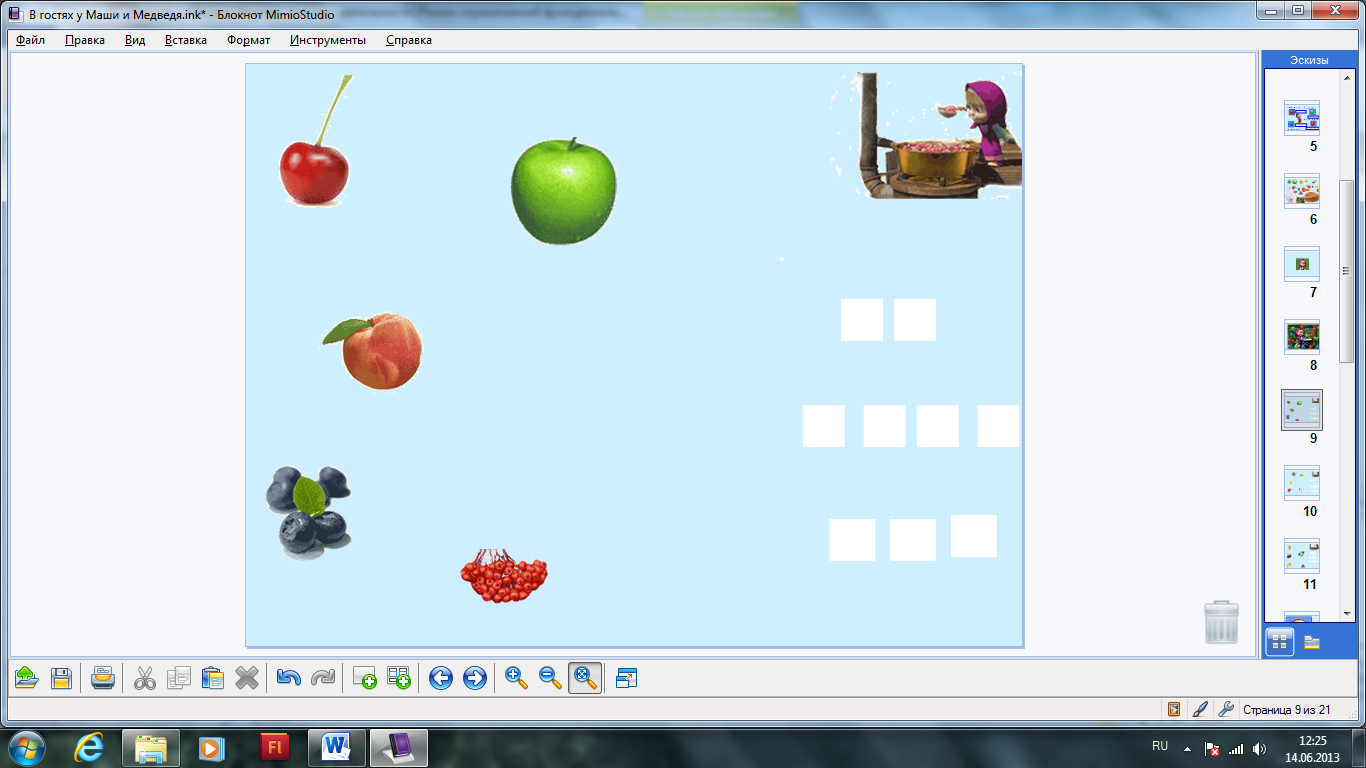 В гостях у Маши и Медведя.ink* - Блокнот MimioStudio
Файл Правка Вид Вставка Формат Инструменты Справка
Эскизы
5
6
7
8
9
10
11
Страница 9 из 21
Fl
W
RU
12:25
14.06.2013